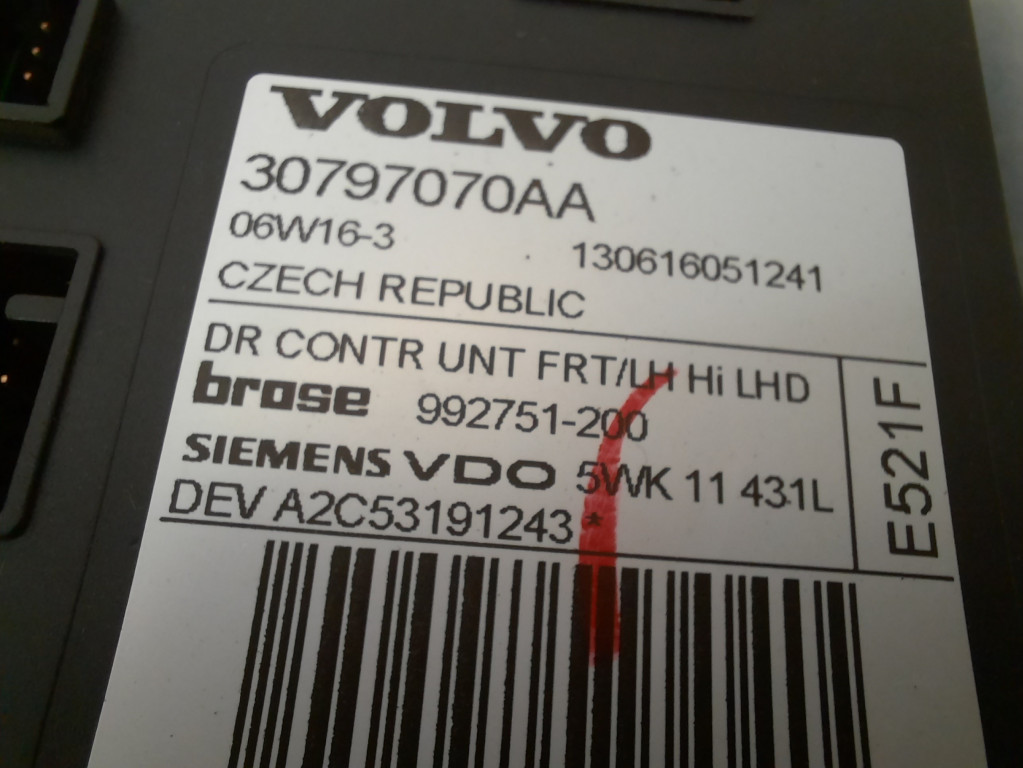 VOLVO
30797070AA
06W16-3 130616051241
CZECH REPUBLIC
DR CONTR UNT FRT/LH Hi LHD
brose 992751-200
SIEMENS VDO 5WK 11 431L
DEV A2C53191243 *
E521F